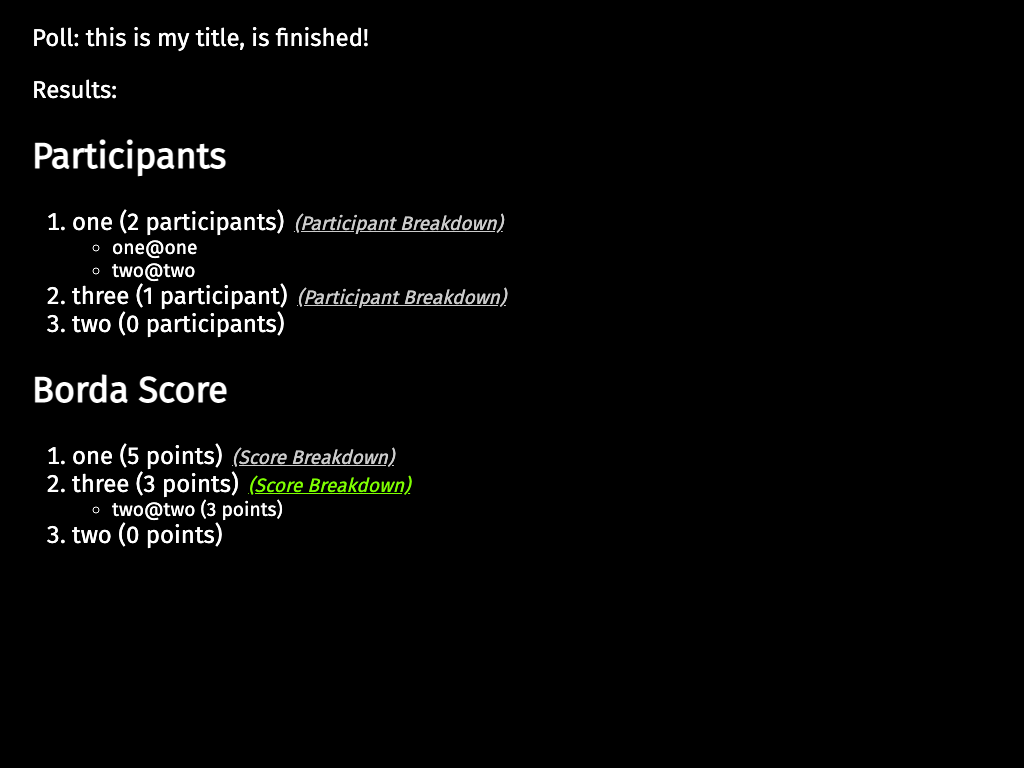 Poll: this is my title, is finished!
Results:
Participants
1. one (2 participants) (Participant Breakdown)
one@one
two@two
2. three (1 participant) (Participant Breakdown)
3. two (0 participants)
Borda Score
1. one (5 points) (Score Breakdown)
2. three (3 points) (Score Breakdown)
two@two (3 points)
3. two (0 points)